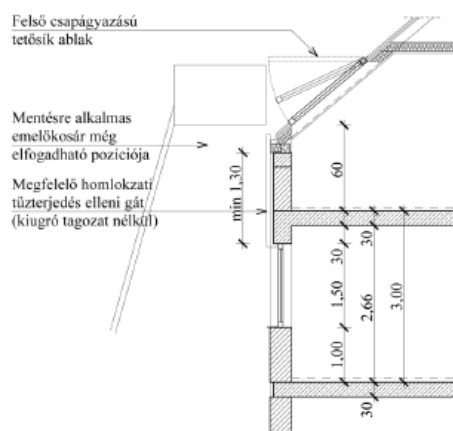 Felső csapágyazású
tetősík ablak
Mentésre alkalmas
emelőkosár még
elfogadható pozíciója
Megfelelő homlokzati
tűzterjedés elleni gát
(kiugró tagozat nélkül)
min 1,30
60
30
30
1,50
2,66
3,00
1,00
30